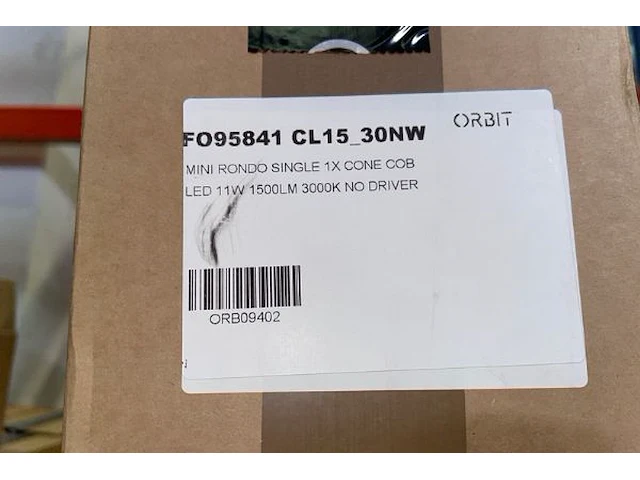 ORBIT
FO95841 CL15_30NW
MINI RONDO SINGLE 1X CONE COB
LED 11W 1500LM 3000K NO DRIVER
ORB09402